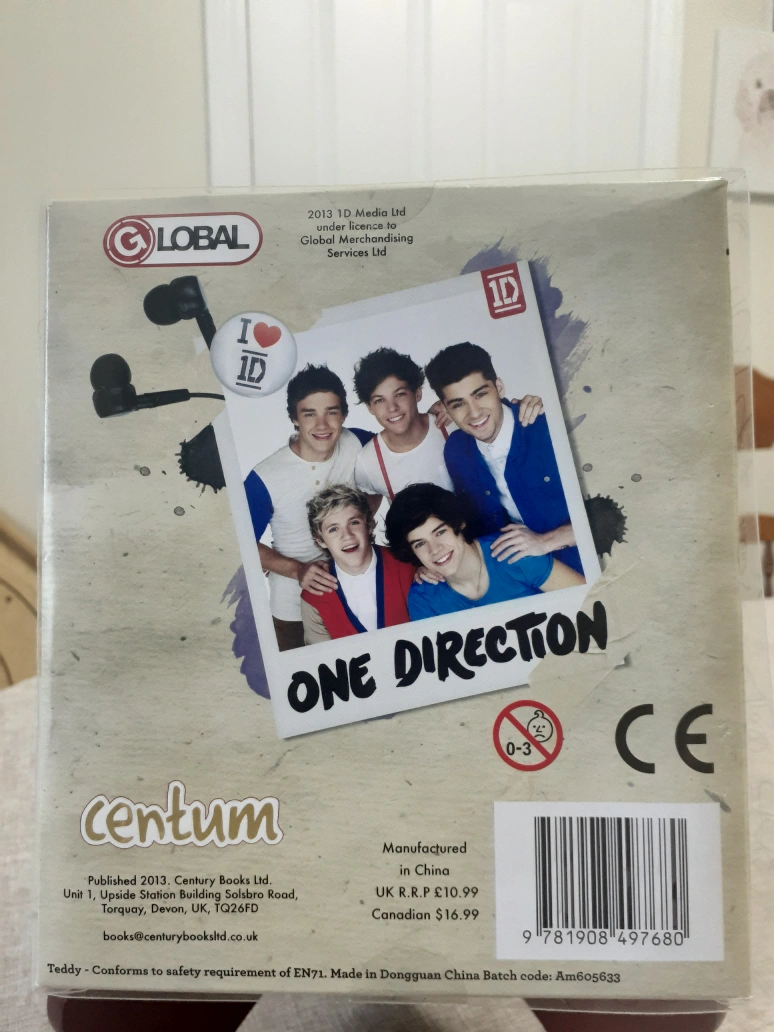 GLOBAL
2013 1D Media Ltd
under licence to
Global Merchandising
Services Ltd
1D
I
1D
ONE DIRECTION
0-3
CE
centum
Published 2013. Century Books Ltd.
Unit 1, Upside Station Building Solsbro Road,
Torquay, Devon, UK, TQ26FD
books@centurybooksltd.co.uk
Manufactured
in China
UK R.R.P £10.99
Canadian $16.99
9 781908 497680
Teddy - Conforms to safety requirement of EN71. Made in Dongguan China Batch code: Am605633